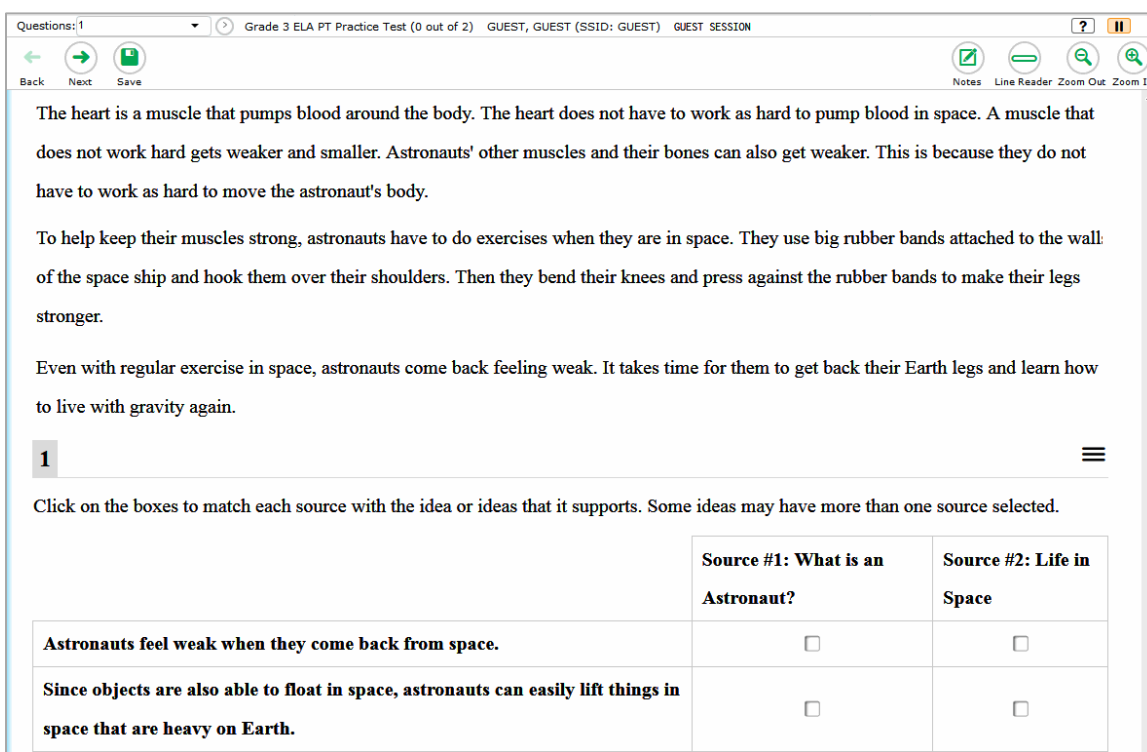 Questions: 1 Grade 3 ELA PT Practice Test (0 out of 2) GUEST, GUEST (SSID: GUEST) GUEST SESSION ?
Back Next Save Notes Line Reader Zoom Out Zoom I
The heart is a muscle that pumps blood around the body. The heart does not have to work as hard to pump blood in space. A muscle that
does not work hard gets weaker and smaller. Astronauts' other muscles and their bones can also get weaker. This is because they do not
have to work as hard to move the astronaut's body.
To help keep their muscles strong, astronauts have to do exercises when they are in space. They use big rubber bands attached to the wall
of the space ship and hook them over their shoulders. Then they bend their knees and press against the rubber bands to make their legs
stronger.
Even with regular exercise in space, astronauts come back feeling weak. It takes time for them to get back their Earth legs and learn how
to live with gravity again.
1
Click on the boxes to match each source with the idea or ideas that it supports. Some ideas may have more than one source selected.
Source #1: What is an
Astronaut?
Source #2: Life in
Space
Astronauts feel weak when they come back from space.
Since objects are also able to float in space, astronauts can easily lift things in
space that are heavy on Earth.